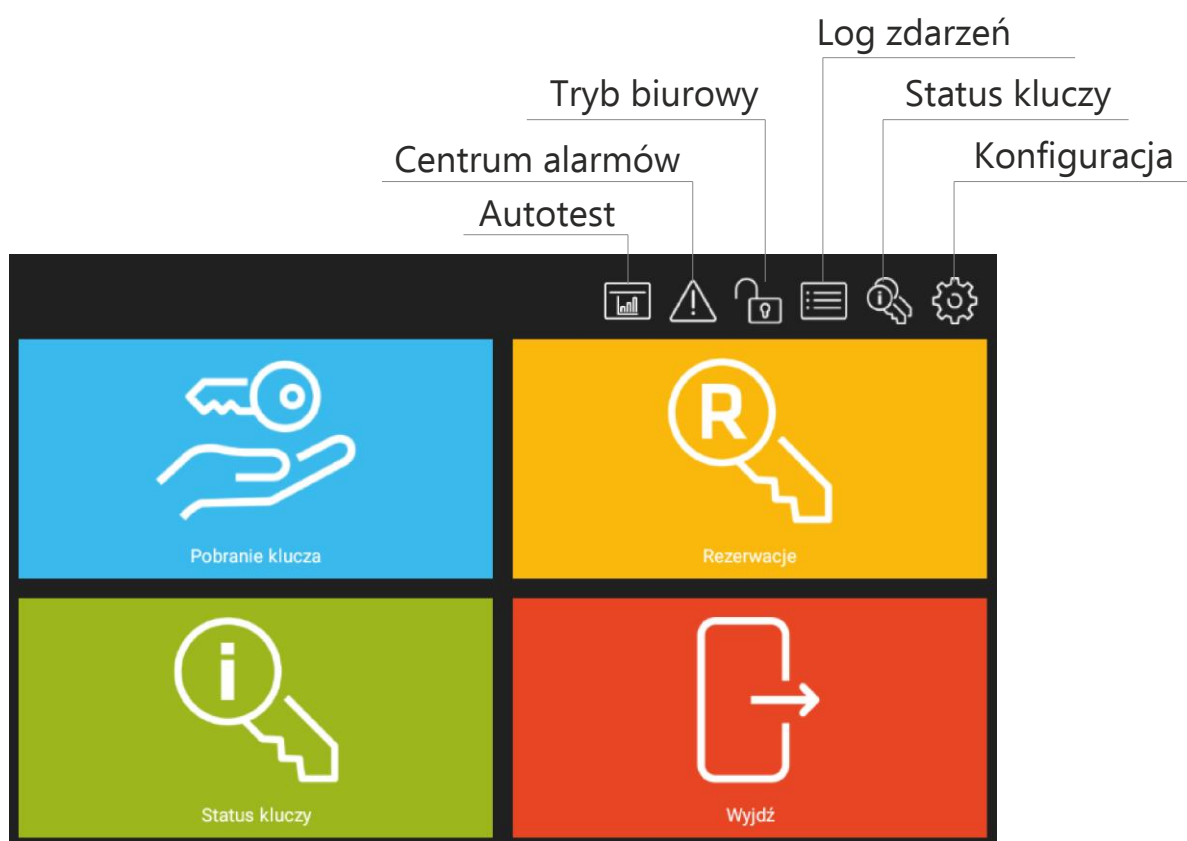 Log zdarzeń
Tryb biurowy
Status kluczy
Centrum alarmów
Konfiguracja
Autotest
R
Pobranie klucza
Rezerwacje
i
Status kluczy
Wyjdź